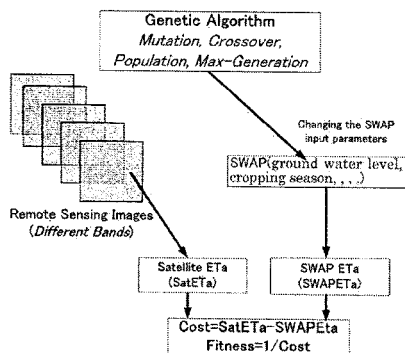 Genetic Algorithm
Mutation, Crossover,
Population, Max-Generation
Changing the SWAP
input parameters
SWAP(ground water level,
cropping season, , , .)
Remote Sensing Images
(Different Bands)
Satellite ETa
(SatETa)
SWAP ETa
(SWAPETa)
Cost=SatETa-SWAPEta
Fitness=1/Cost